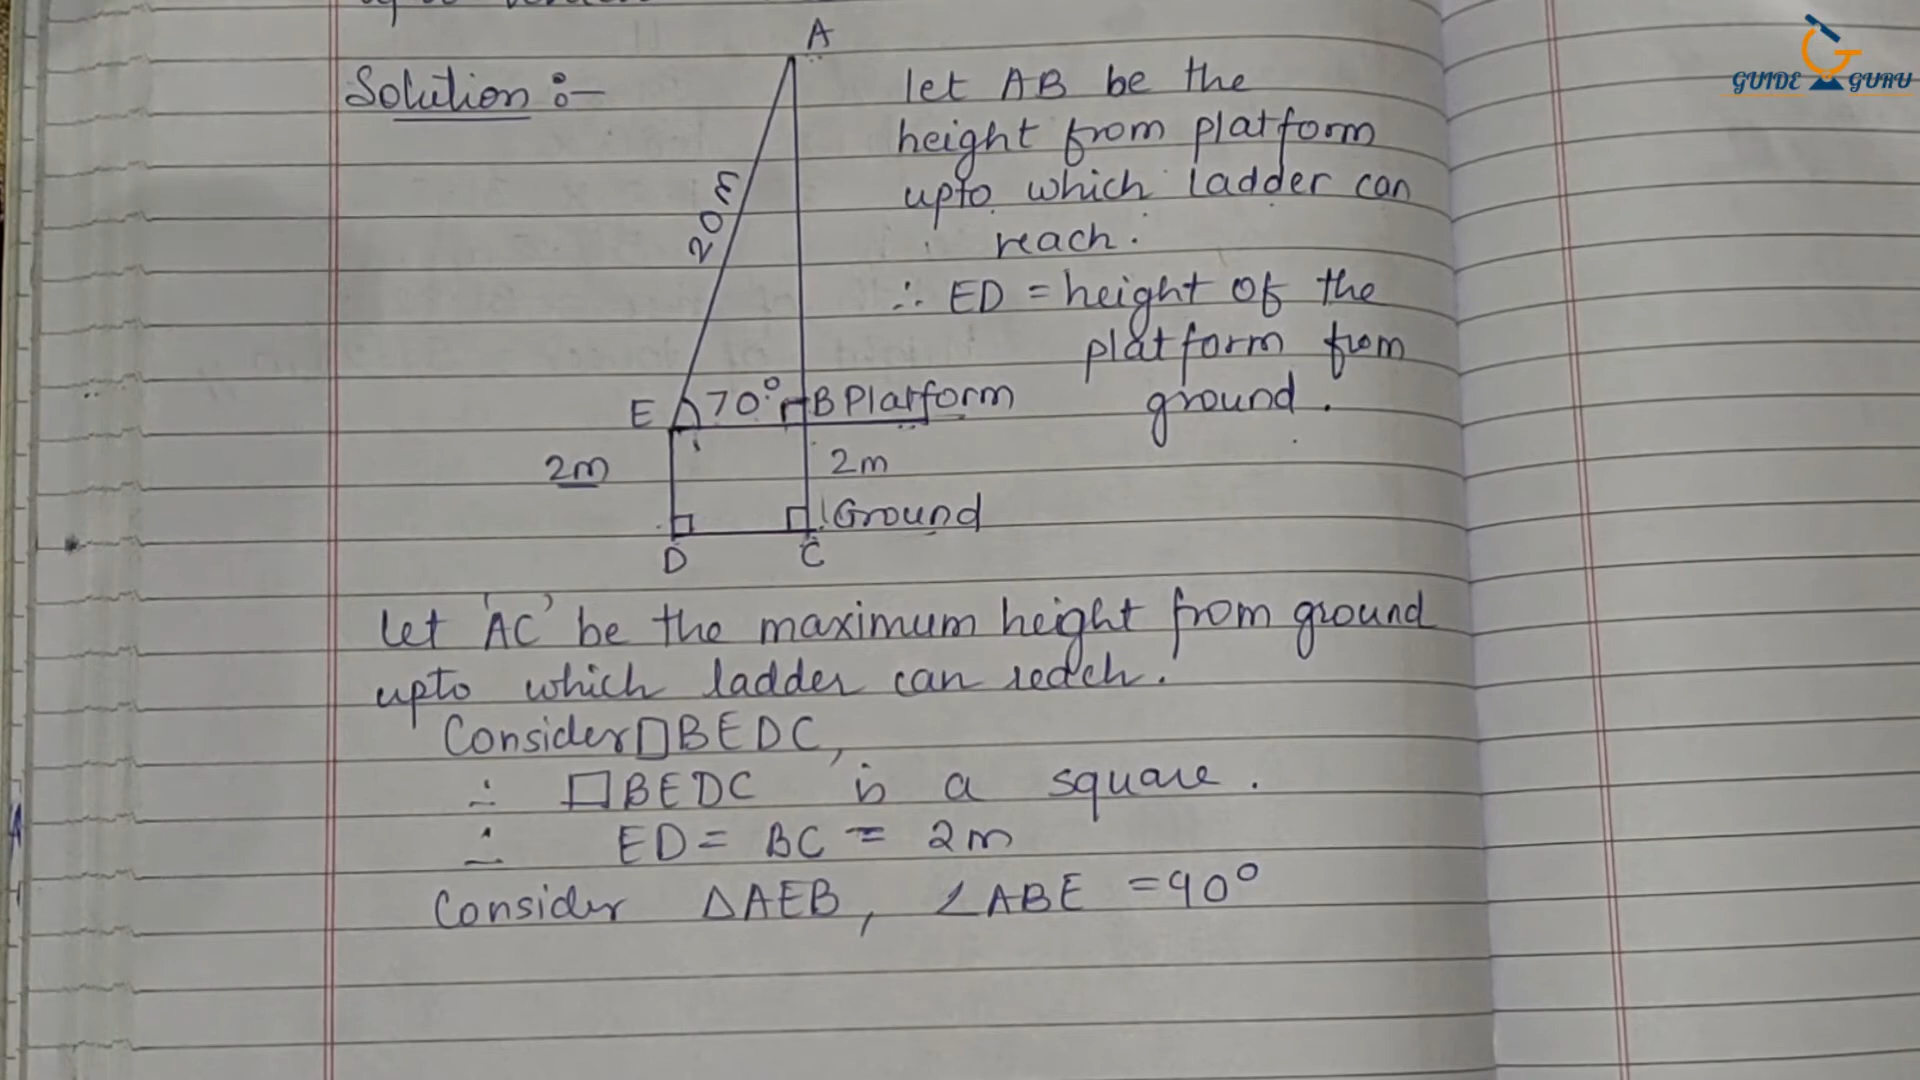 A
Solution :-
let AB be the
height from platform
upto which ladder can
reach.
∴ ED = height of the
platform from
ground.
20m
E 70° B Platform
2m 2m
Ground
D C
Let 'AC' be the maximum height from ground
upto which ladder can reach.
Consider □BEDC,
∴ □BEDC is a square.
∴ ED = BC = 2m
Consider △AEB, ∠ABE = 90°
GUIDE GURU